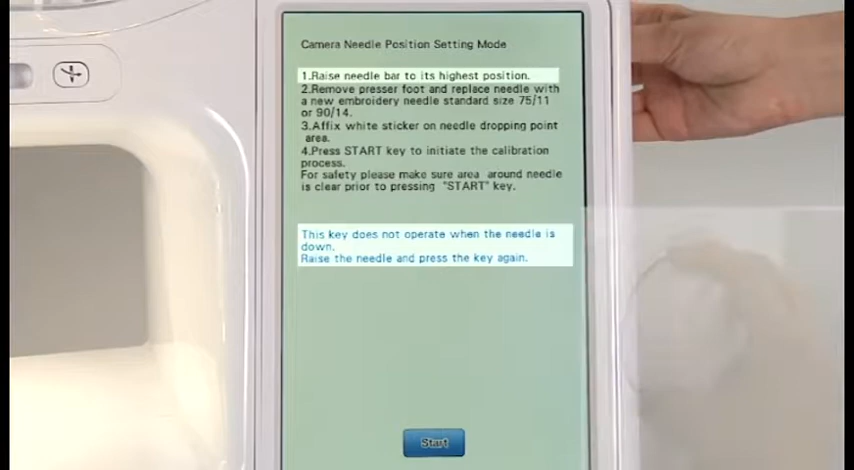 Camera Needle Position Setting Mode
1.Raise needle bar to its highest position.
2.Remove presser foot and replace needle with
a new embroidery needle standard size 75/11
or 90/14.
3.Affix white sticker on needle dropping point
area.
4.Press START key to initiate the calibration
process.
For safety please make sure area around needle
is clear prior to pressing "START" key.
This key does not operate when the needle is
down.
Raise the needle and press the key again.
Start